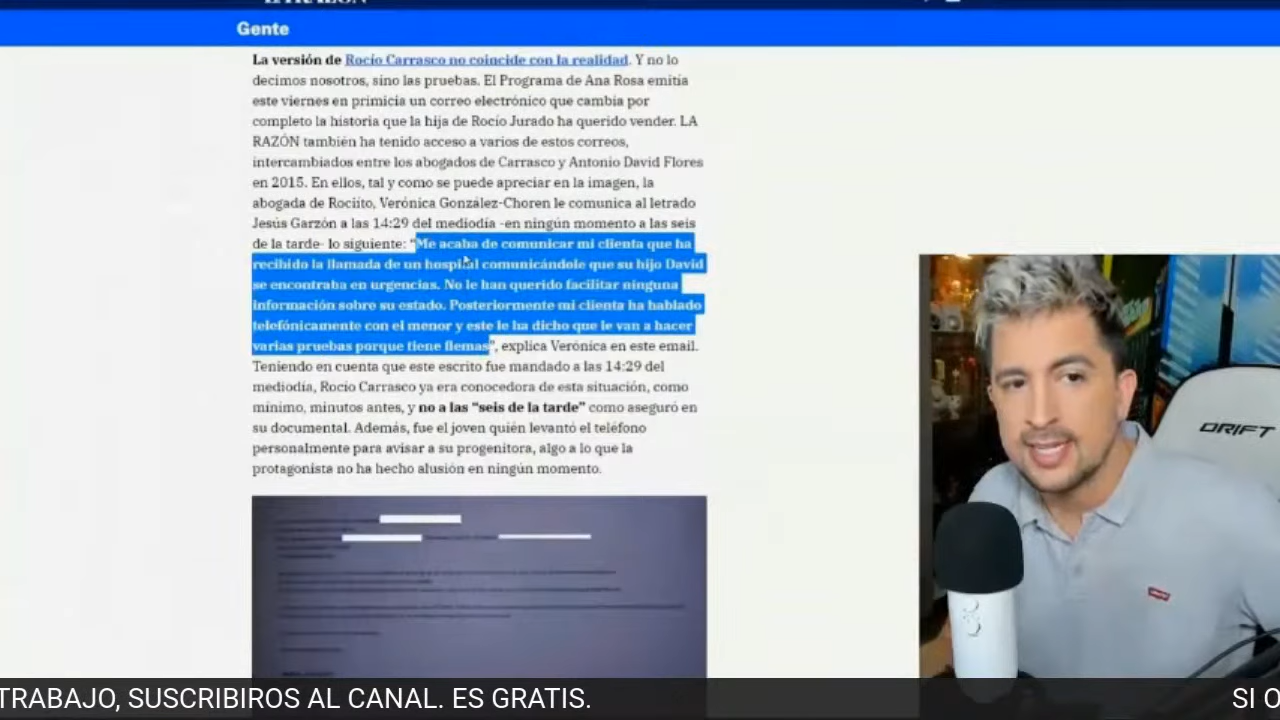 LA RAZÓN
Gente
La versión de Rocío Carrasco no coincide con la realidad. Y no lo
decimos nosotros, sino las pruebas. El Programa de Ana Rosa emitía
este viernes en primicia un correo electrónico que cambia por
completo la historia que la hija de Rocío Jurado ha querido vender. LA
RAZÓN también ha tenido acceso a varios de estos correos,
intercambiados entre los abogados de Carrasco y Antonio David Flores
en 2015. En ellos, tal y como se puede apreciar en la imagen, la
abogada de Rociíto, Verónica González-Choren le comunica al letrado
Jesús Garzón a las 14:29 del mediodía -en ningún momento a las seis
de la tarde- lo siguiente: “Me acaba de comunicar mi clienta que ha
recibido la llamada de un hospital comunicándole que su hijo David
se encontraba en urgencias. No le han querido facilitar ninguna
información sobre su estado. Posteriormente mi clienta ha hablado
telefónicamente con el menor y este le ha dicho que le van a hacer
varias pruebas porque tiene flemas”, explica Verónica en este email.
Teniendo en cuenta que este escrito fue mandado a las 14:29 del
mediodía, Rocío Carrasco ya era conocedora de esta situación, como
mínimo, minutos antes, y no a las “seis de la tarde” como aseguró en
su documental. Además, fue el joven quién levantó el teléfono
personalmente para avisar a su progenitora, algo a lo que la
protagonista no ha hecho alusión en ningún momento.
DRIFT
TRABAJO, SUSCRIBIROS AL CANAL. ES GRATIS.
SI